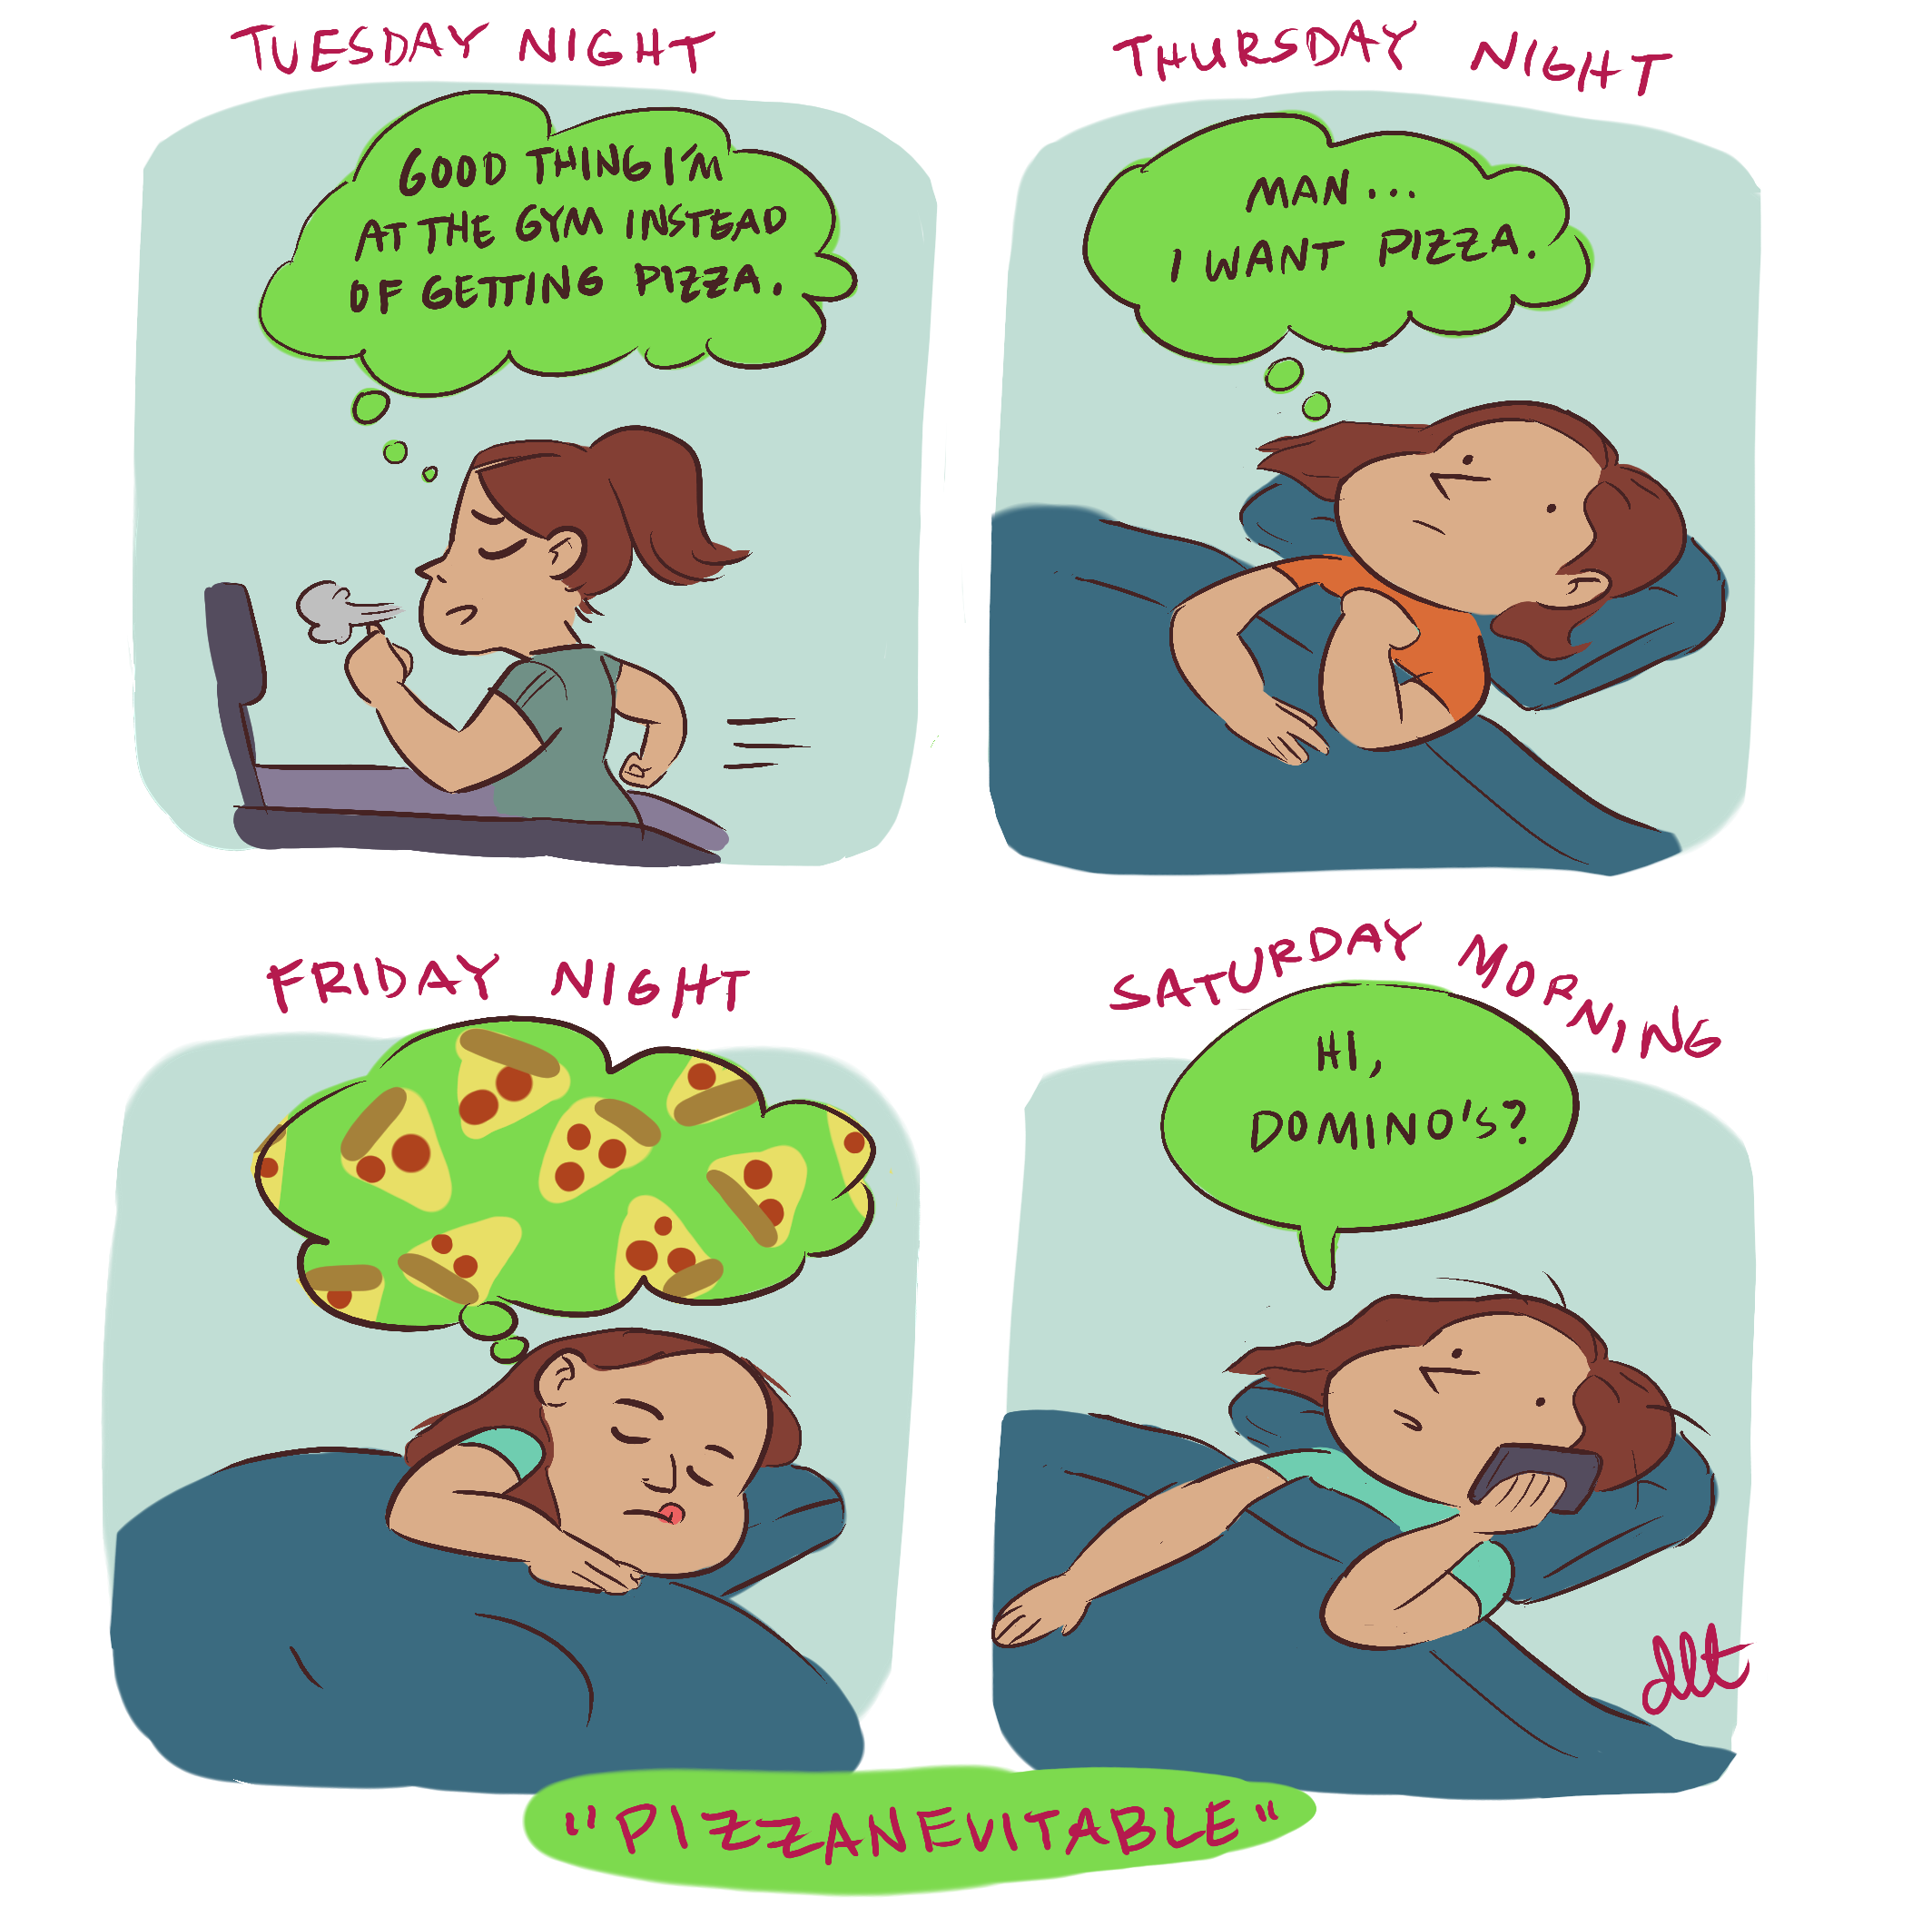 TUESDAY NIGHT
GOOD THING I'M
AT THE GYM INSTEAD
OF GETTING PIZZA.
THURSDAY NIGHT
MAN...
I WANT PIZZA.
FRIDAY NIGHT
SATURDAY MORNING
HI,
DOMINO'S?
"PIZZANEVITABLE"